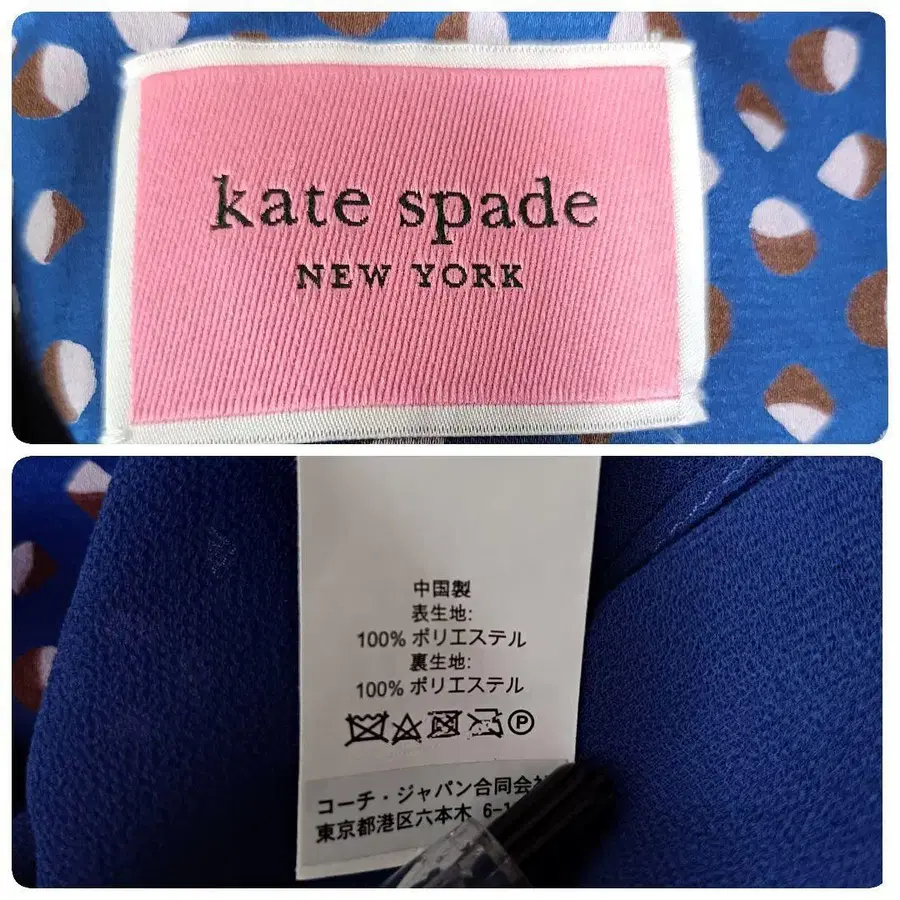 kate spade
NEW YORK
中国製
表生地:
100% ポリエステル
裏生地:
100% ポリエステル
P
コーチ・ジャパン合同会
東京都港区六本木 6-1